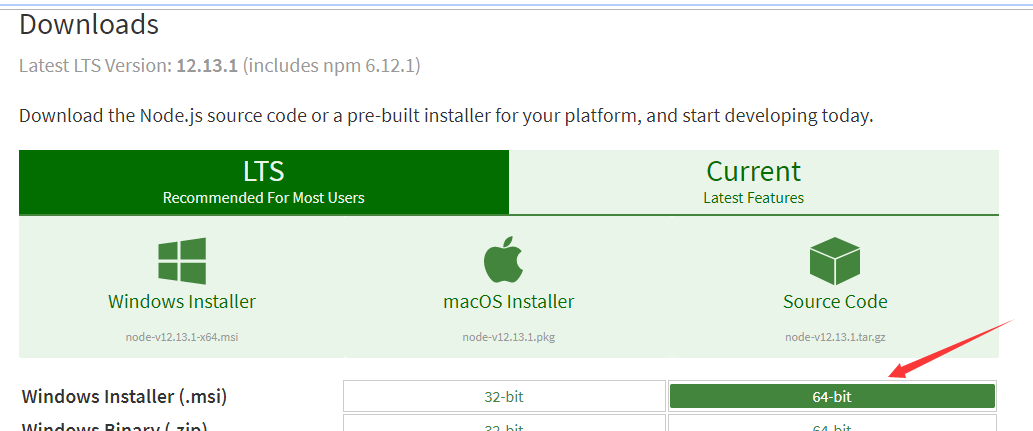 Downloads
Latest LTS Version: 12.13.1 (includes npm 6.12.1)
Download the Node.js source code or a pre-built installer for your platform, and start developing today.
LTS
Recommended For Most Users
Current
Latest Features
Windows Installer
node-v12.13.1-x64.msi
macOS Installer
node-v12.13.1.pkg
Source Code
node-v12.13.1.tar.gz
Windows Installer (.msi) 32-bit 64-bit
Windows Binary (.zip) 32-bit 64-bit